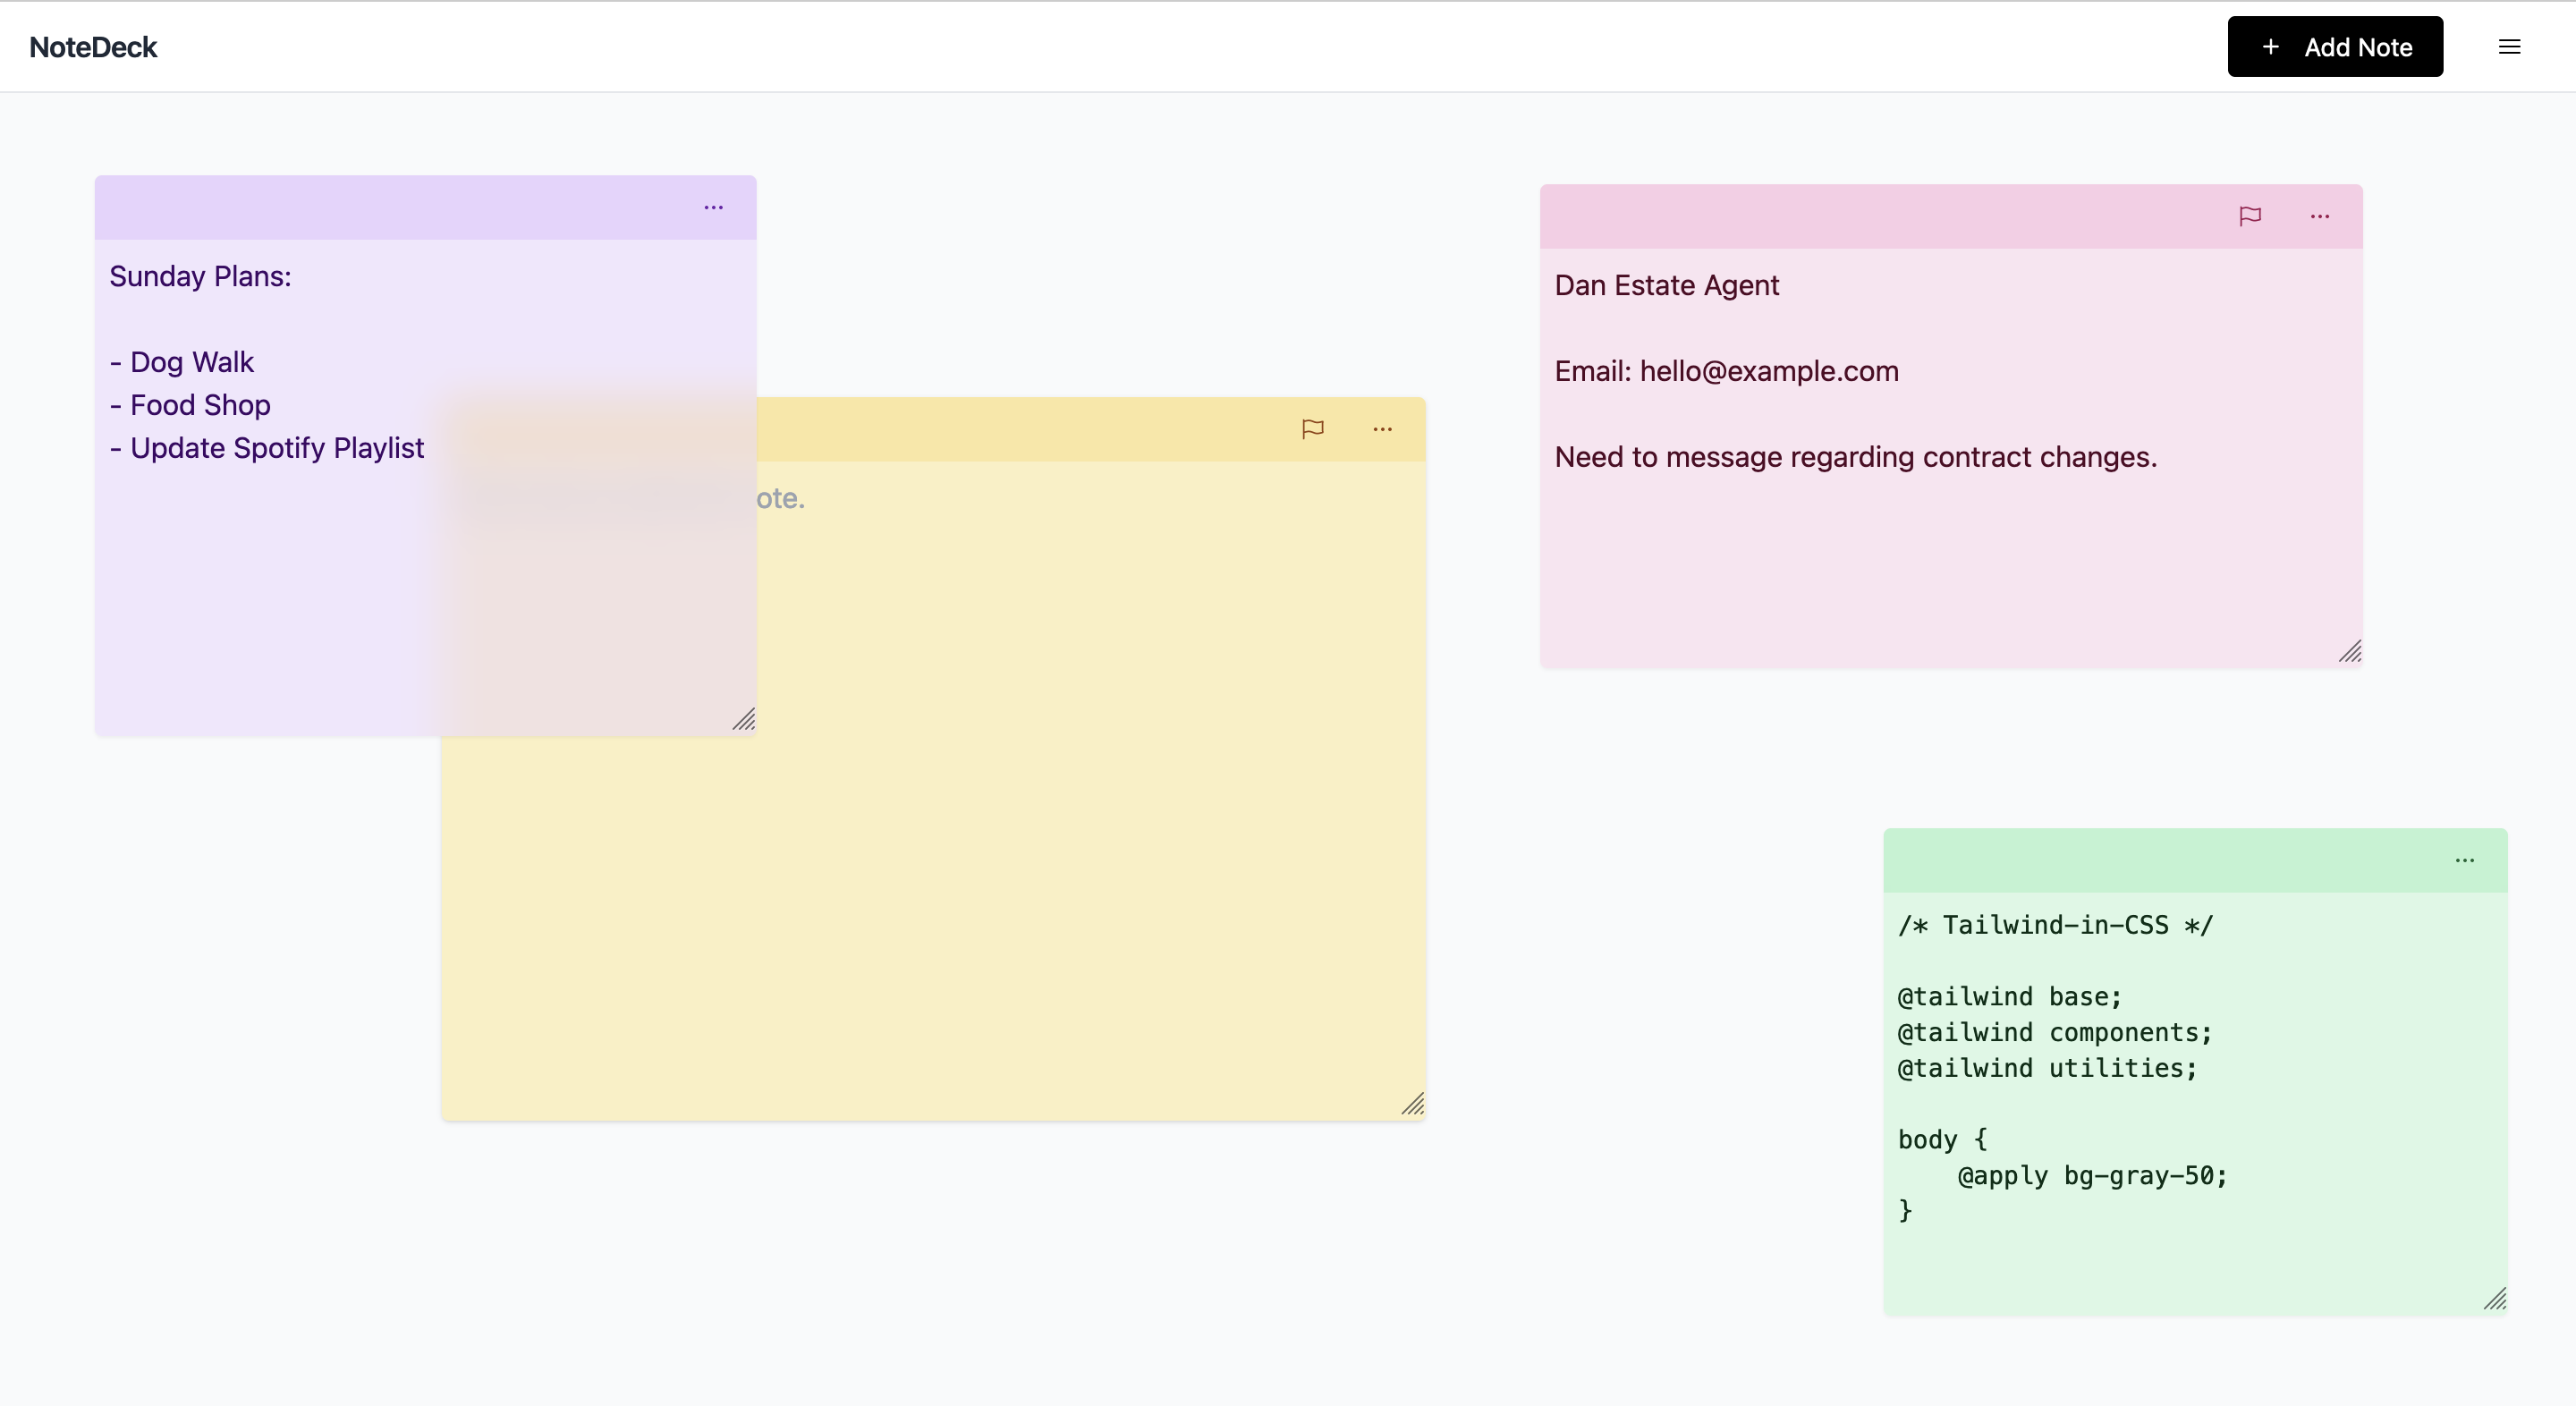 NoteDeck
+ Add Note
Sunday Plans:
- Dog Walk
- Food Shop
- Update Spotify Playlist
Dan Estate Agent
Email: hello@example.com
Need to message regarding contract changes.
/* Tailwind-in-CSS */
@tailwind base;
@tailwind components;
@tailwind utilities;
body {
    @apply bg-gray-50;
}